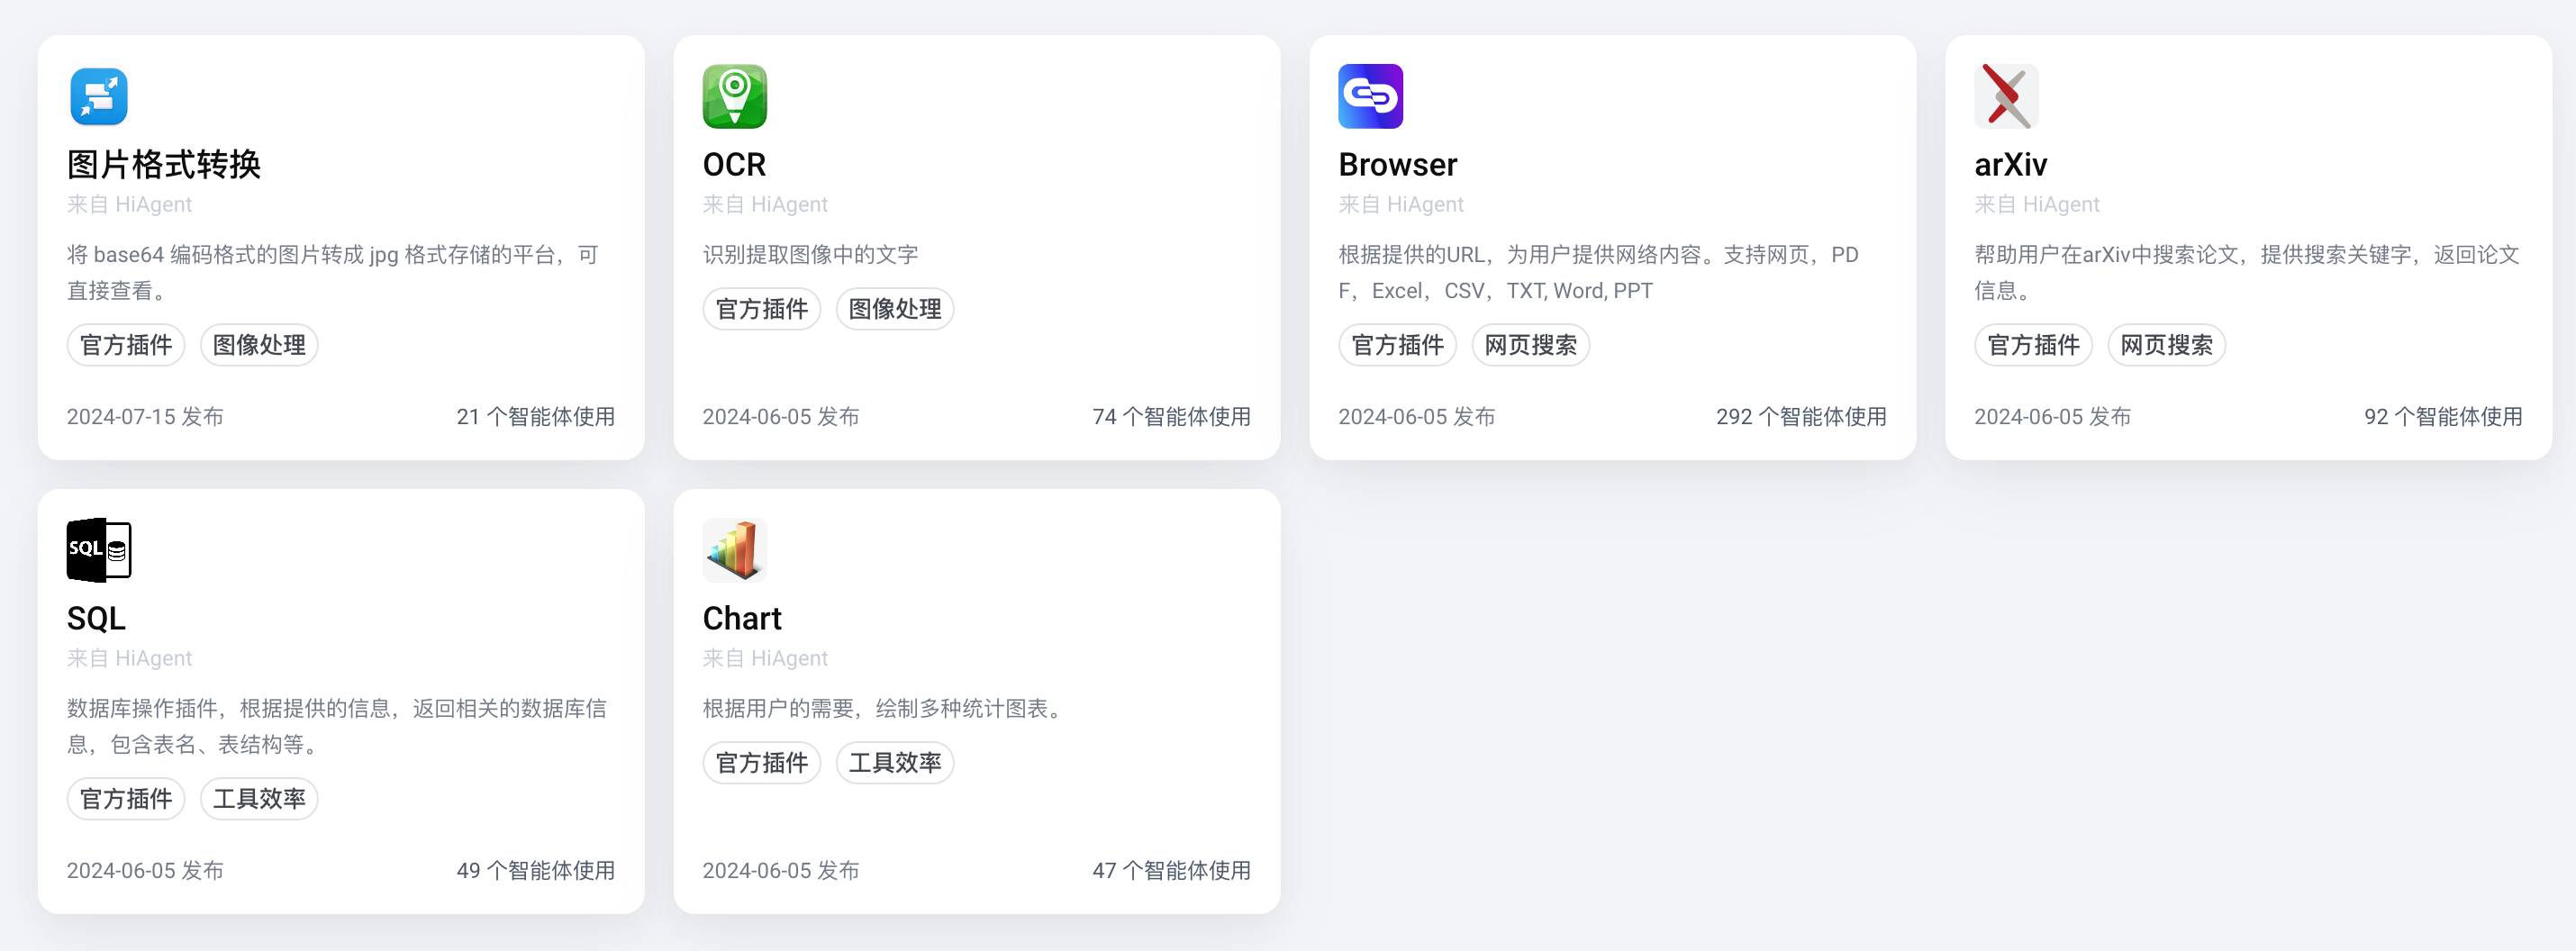 图片格式转换
来自 HiAgent
将 base64 编码格式的图片转成 jpg 格式存储的平台，可
直接查看。
官方插件 图像处理
2024-07-15 发布 21 个智能体使用
OCR
来自 HiAgent
识别提取图像中的文字
官方插件 图像处理
2024-06-05 发布 74 个智能体使用
Browser
来自 HiAgent
根据提供的URL，为用户提供网络内容。支持网页，PD
F，Excel，CSV，TXT, Word, PPT
官方插件 网页搜索
2024-06-05 发布 292 个智能体使用
arXiv
来自 HiAgent
帮助用户在arXiv中搜索论文，提供搜索关键字，返回论文
信息。
官方插件 网页搜索
2024-06-05 发布 92 个智能体使用
SQL
SQL
来自 HiAgent
数据库操作插件，根据提供的信息，返回相关的数据库信
息，包含表名、表结构等。
官方插件 工具效率
2024-06-05 发布 49 个智能体使用
Chart
来自 HiAgent
根据用户的需要，绘制多种统计图表。
官方插件 工具效率
2024-06-05 发布 47 个智能体使用